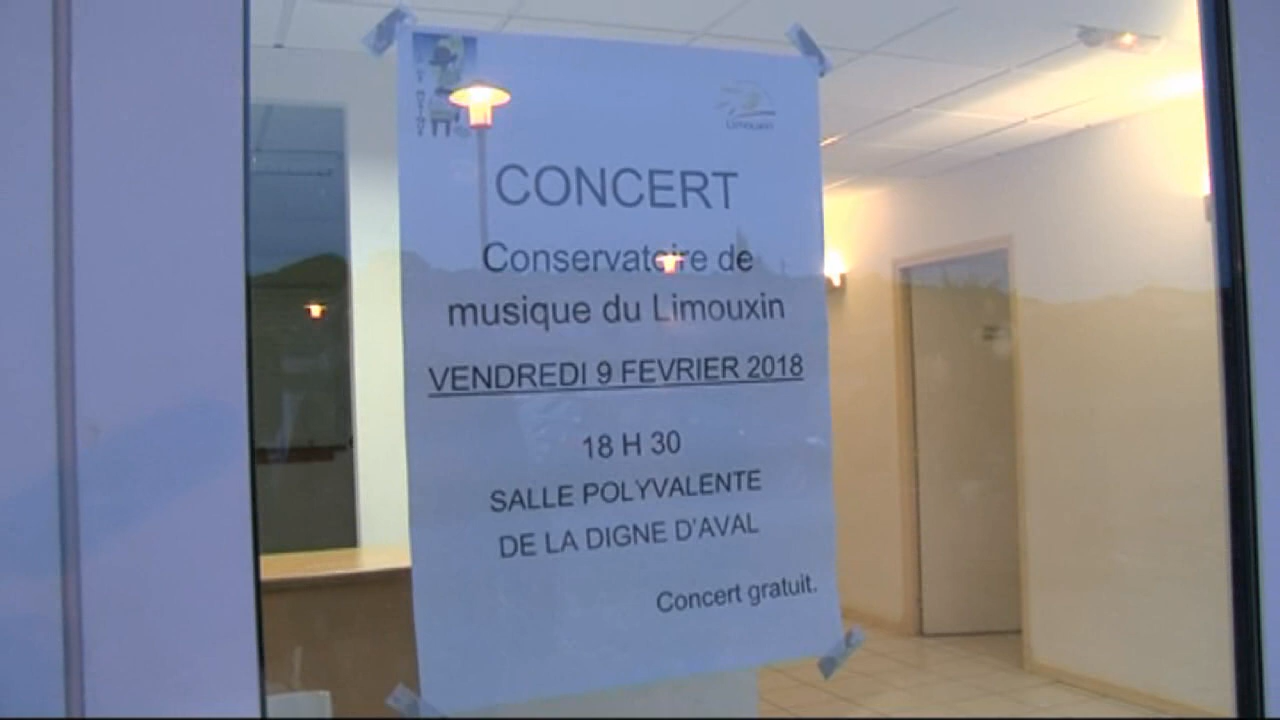 Limouxin
CONCERT
Conservatoire de
musique du Limouxin
VENDREDI 9 FEVRIER 2018
18 H 30
SALLE POLYVALENTE
DE LA DIGNE D'AVAL
Concert gratuit.